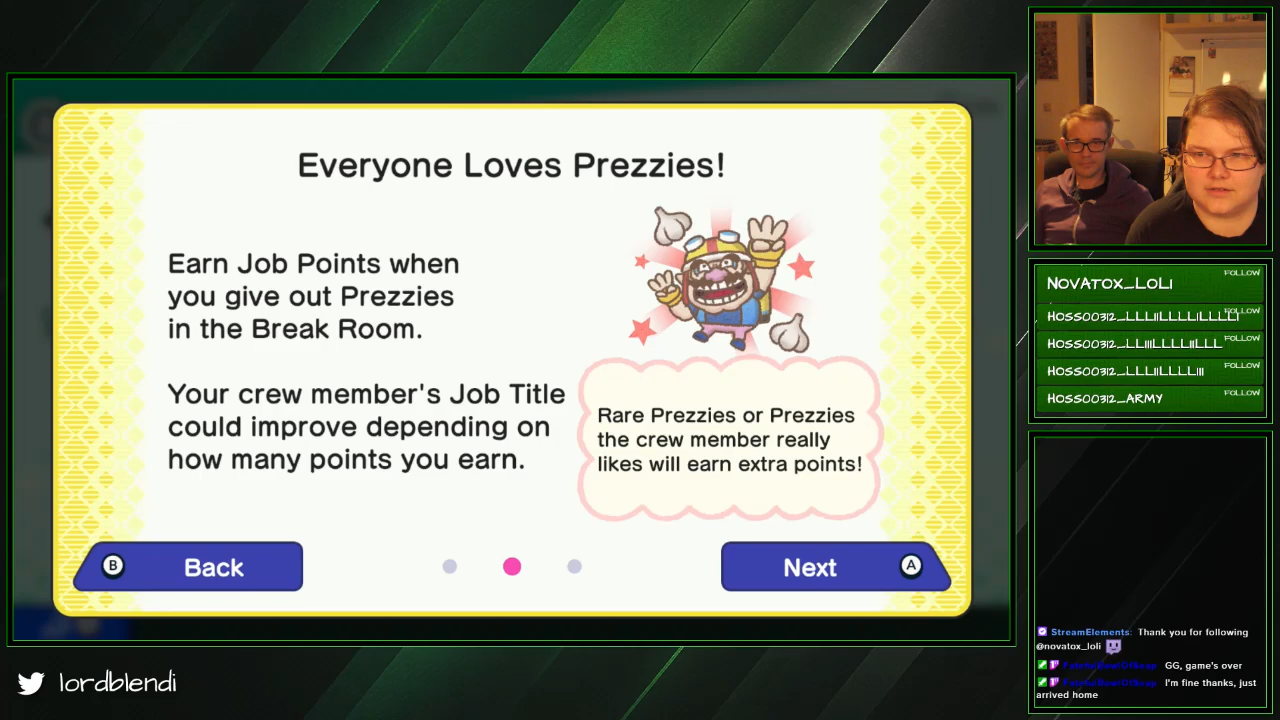 Everyone Loves Prezzies!
Earn Job Points when
you give out Prezzies
in the Break Room.
Your crew member's Job Title
could improve depending on
how many points you earn.
Rare Prezzies or Prezzies
the crew member really
likes will earn extra points!
B Back
Next A
lordblendi
NOVATOX_LOLI FOLLOW
FOLLOW
FOLLOW
FOLLOW
HOSS00312_ARMY FOLLOW
StreamElements: Thank you for following
@novatox_loli
GG, game's over
I'm fine thanks, just
arrived home